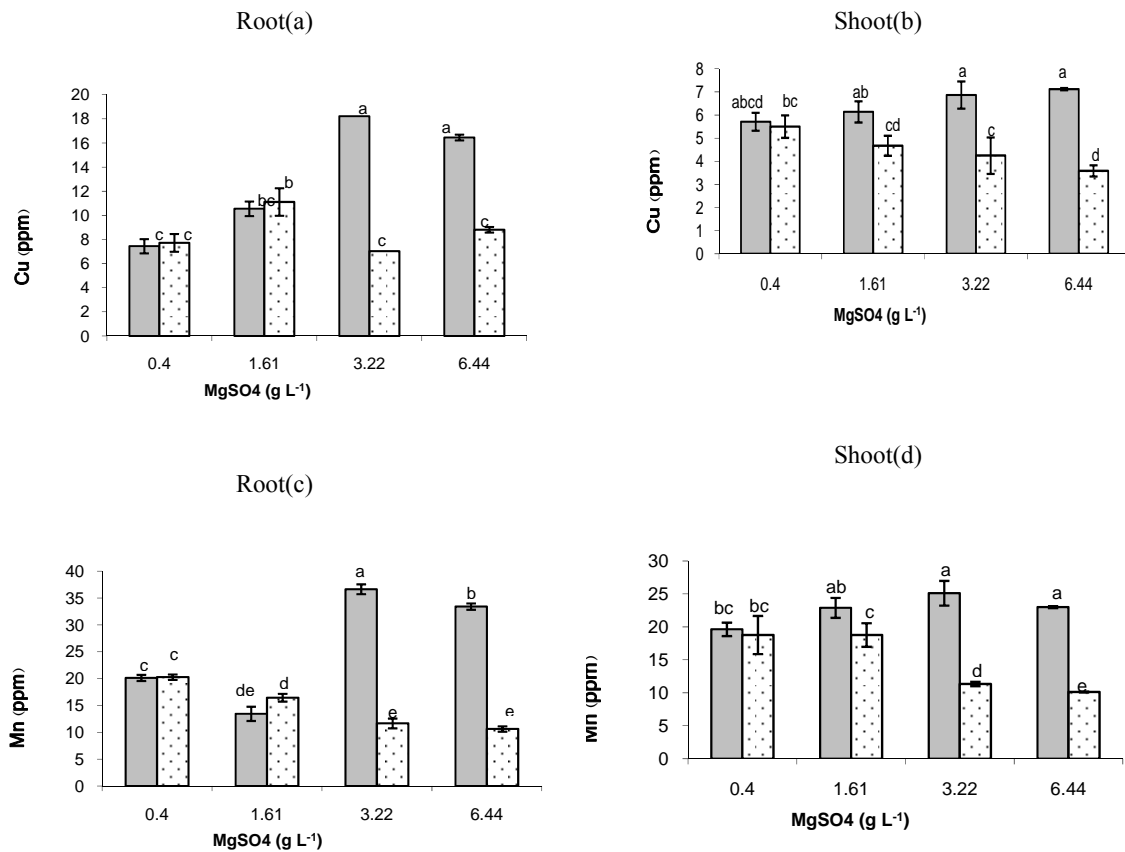 Root(a)
20
18
16
14
12
10
8
6
4
2
0
Cu (ppm)
c c
bc b
a
c
a
c
0.4 1.61 3.22 6.44
MgSO4 (g L-1)
Shoot(b)
8
7
6
5
4
3
2
1
0
Cu (ppm)
abcd bc
ab
cd
a
c
a
d
0.4 1.61 3.22 6.44
MgSO4 (g L-1)
Root(c)
40
35
30
25
20
15
10
5
0
Mn (ppm)
c c
de d
a
e
b
e
0.4 1.61 3.22 6.44
MgSO4 (g L-1)
Shoot(d)
30
25
20
15
10
5
0
Mn (ppm)
bc bc
ab
c
a
d
a
e
0.4 1.61 3.22 6.44
MgSO4 (g L-1)